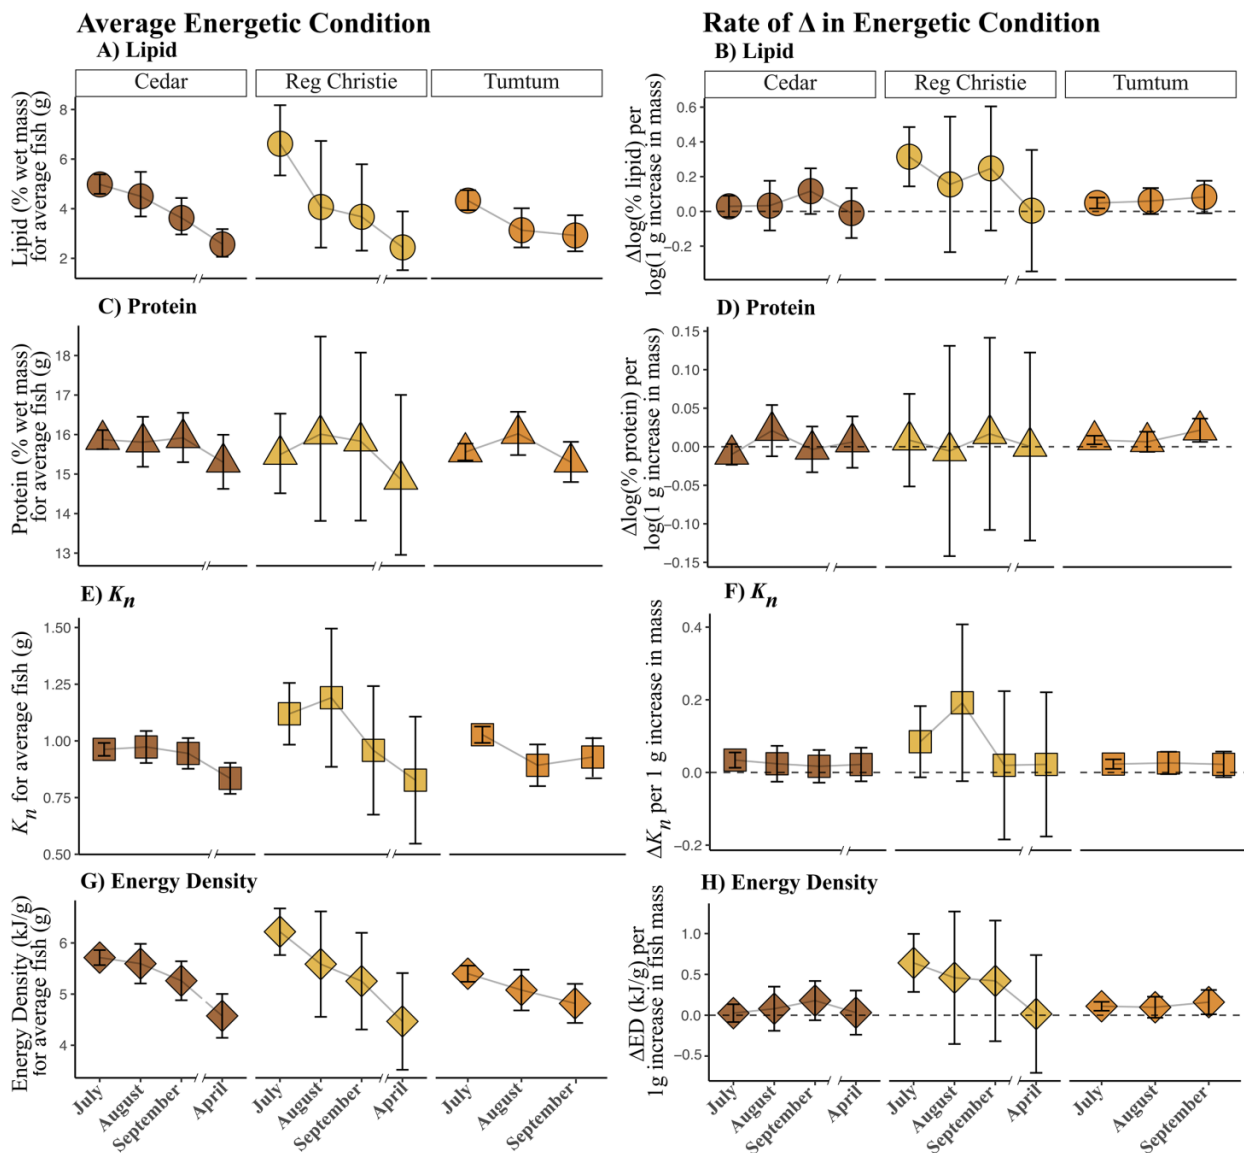 Average Energetic Condition
Rate of Δ in Energetic Condition
A) Lipid
Cedar
Reg Christie
Tumtum
Lipid (% wet mass)
for average fish (g)
8
6
4
2
B) Lipid
Cedar
Reg Christie
Tumtum
Δlog(% lipid) per
log(1 g increase in mass)
0.6
0.4
0.2
0.0
−0.2
C) Protein
Protein (% wet mass)
for average fish (g)
18
17
16
15
14
13
D) Protein
Δlog(% protein) per
log(1 g increase in mass)
0.15
0.10
0.05
0.00
−0.05
−0.10
−0.15
E) Kn
Kn for average fish (g)
1.50
1.25
1.00
0.75
0.50
F) Kn
ΔKn per 1 g increase in mass
0.4
0.2
0.0
−0.2
G) Energy Density
Energy Density (kJ/g)
for average fish (g)
6
5
4
July
August
September
April
July
August
September
April
July
August
September
H) Energy Density
ΔED (kJ/g) per
1g increase in fish mass
1.0
0.5
0.0
−0.5
July
August
September
April
July
August
September
April
July
August
September